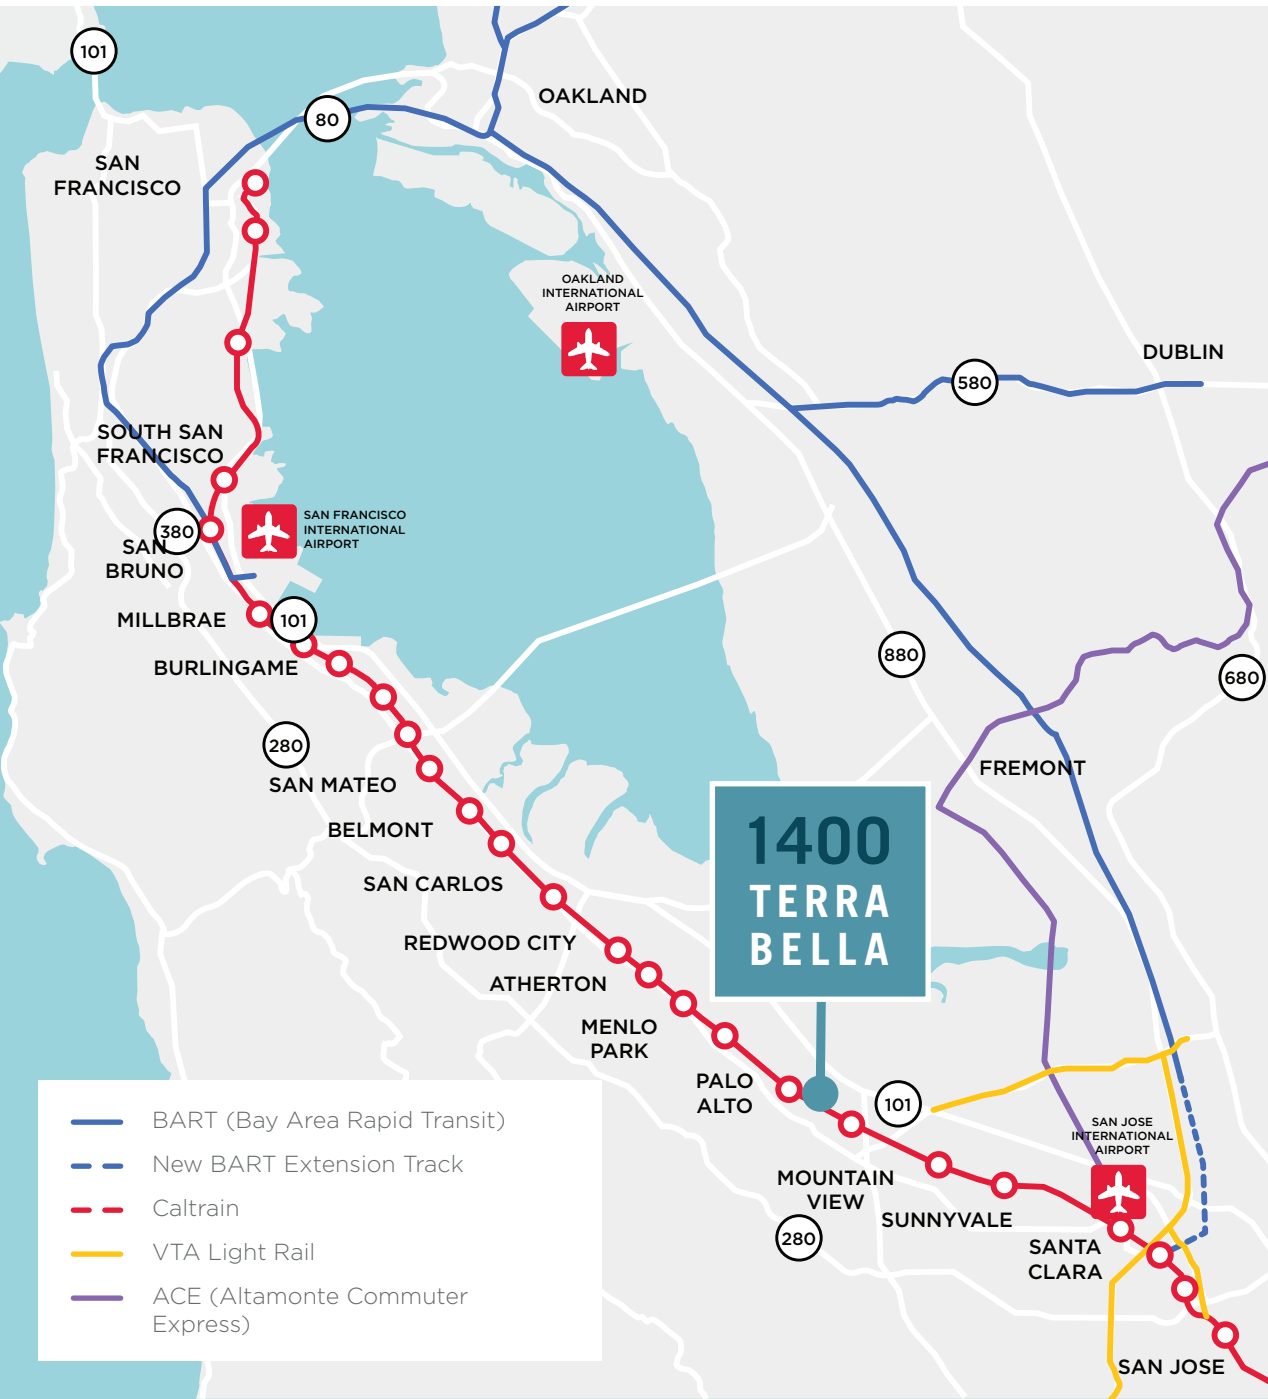 101
OAKLAND
80
SAN
FRANCISCO
OAKLAND
INTERNATIONAL
AIRPORT
DUBLIN
580
SOUTH SAN
FRANCISCO
SAN FRANCISCO
INTERNATIONAL
AIRPORT
380
SAN
BRUNO
MILLBRAE
101
BURLINGAME
880
680
280
SAN MATEO
FREMONT
BELMONT
1400
TERRA
BELLA
SAN CARLOS
REDWOOD CITY
ATHERTON
MENLO
PARK
PALO
ALTO
101
SAN JOSE
INTERNATIONAL
AIRPORT
MOUNTAIN
VIEW
SUNNYVALE
280
SANTA
CLARA
SAN JOSE
BART (Bay Area Rapid Transit)
New BART Extension Track
Caltrain
VTA Light Rail
ACE (Altamonte Commuter
Express)